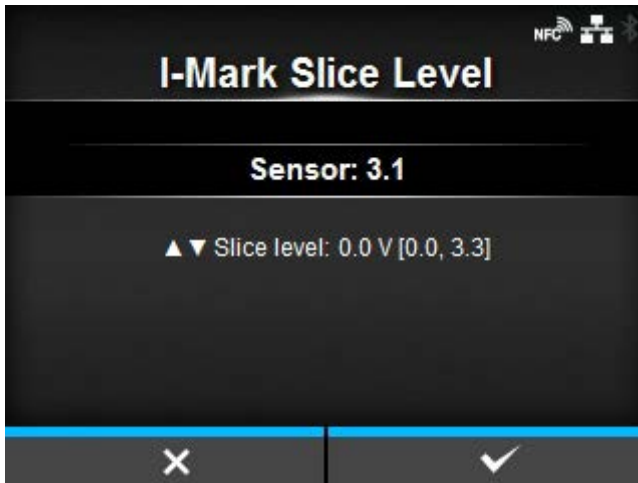 NFC
I-Mark Slice Level
Sensor: 3.1
▲▼ Slice level: 0.0 V [0.0, 3.3]